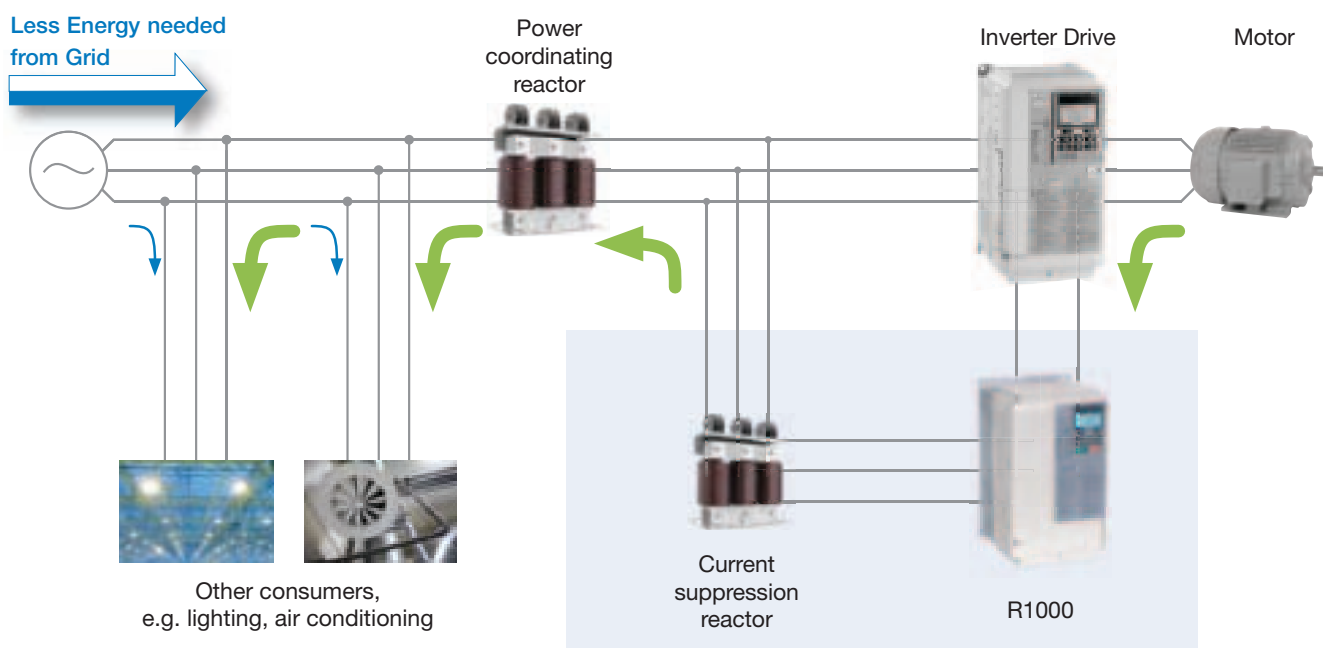 Less Energy needed
from Grid
Power
coordinating
reactor
Inverter Drive
Motor
Other consumers,
e.g. lighting, air conditioning
Current
suppression
reactor
R1000